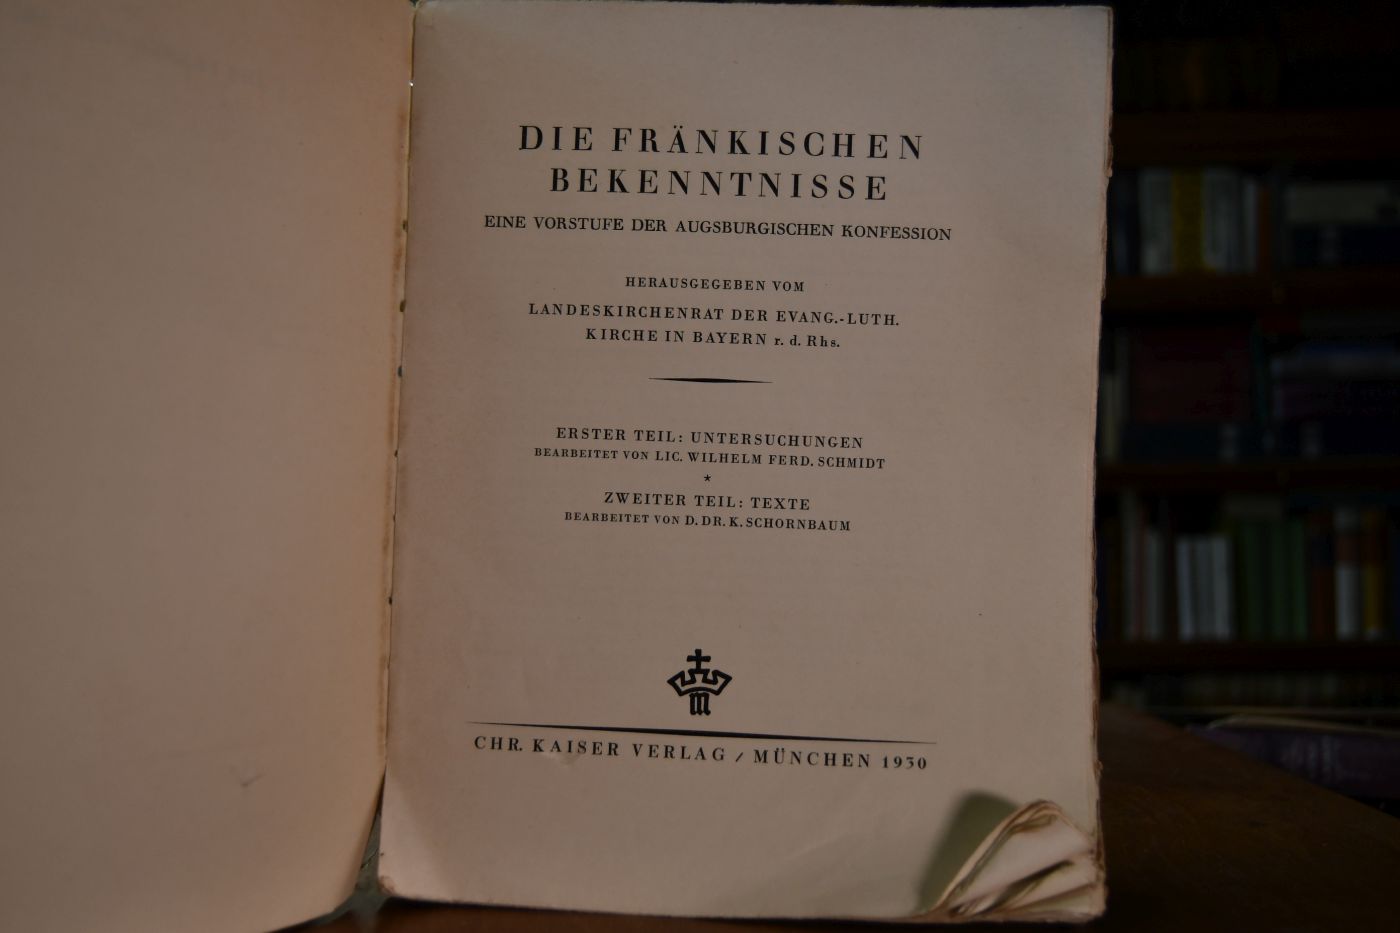 DIE FRÄNKISCHEN
BEKENNTNISSE
EINE VORSTUFE DER AUGSBURGISCHEN KONFESSION
HERAUSGEGEBEN VOM
LANDESKIRCHENRAT DER EVANG.-LUTH.
KIRCHE IN BAYERN r. d. Rhs.
ERSTER TEIL: UNTERSUCHUNGEN
BEARBEITET VON LIC. WILHELM FERD. SCHMIDT
*
ZWEITER TEIL: TEXTE
BEARBEITET VON D. DR. K. SCHORNBAUM
m
CHR. KAISER VERLAG / MÜNCHEN 1930